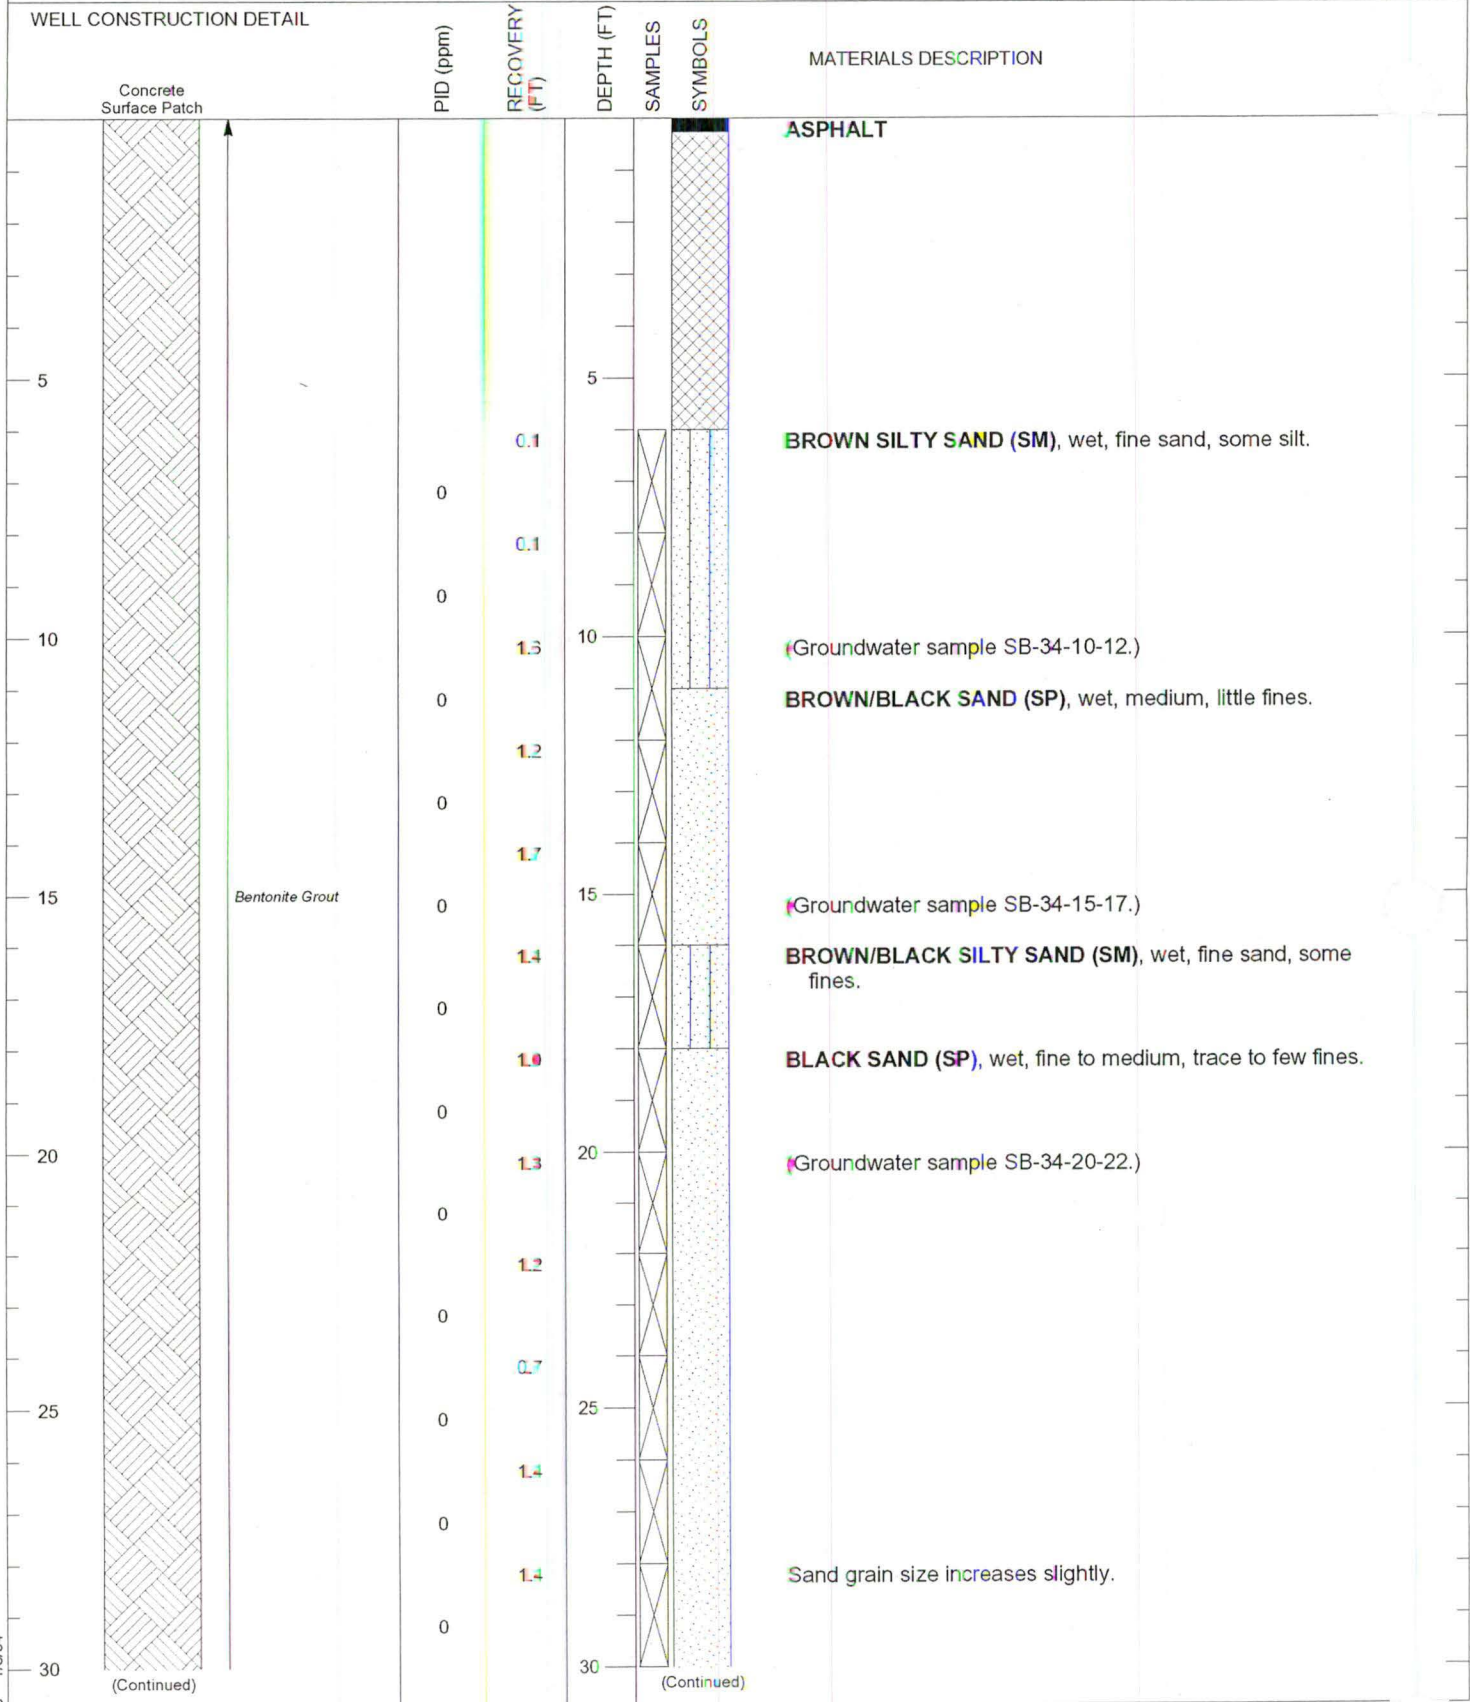 WELL CONSTRUCTION DETAIL
PID (ppm)
RECOVERY
(FT)
DEPTH (FT)
SAMPLES
SYMBOLS
MATERIALS DESCRIPTION
Concrete
Surface Patch
ASPHALT
5
5
0.1
BROWN SILTY SAND (SM), wet, fine sand, some silt.
0
0.1
0
10
1.6
10
(Groundwater sample SB-34-10-12.)
0
BROWN/BLACK SAND (SP), wet, medium, little fines.
1.2
0
1.7
15
Bentonite Grout
0
15
(Groundwater sample SB-34-15-17.)
1.4
BROWN/BLACK SILTY SAND (SM), wet, fine sand, some
fines.
0
BLACK SAND (SP), wet, fine to medium, trace to few fines.
0
20
1.3
20
(Groundwater sample SB-34-20-22.)
0
1.2
0
0.7
25
0
25
1.4
0
1.4
Sand grain size increases slightly.
0
30
30
(Continued)
(Continued)